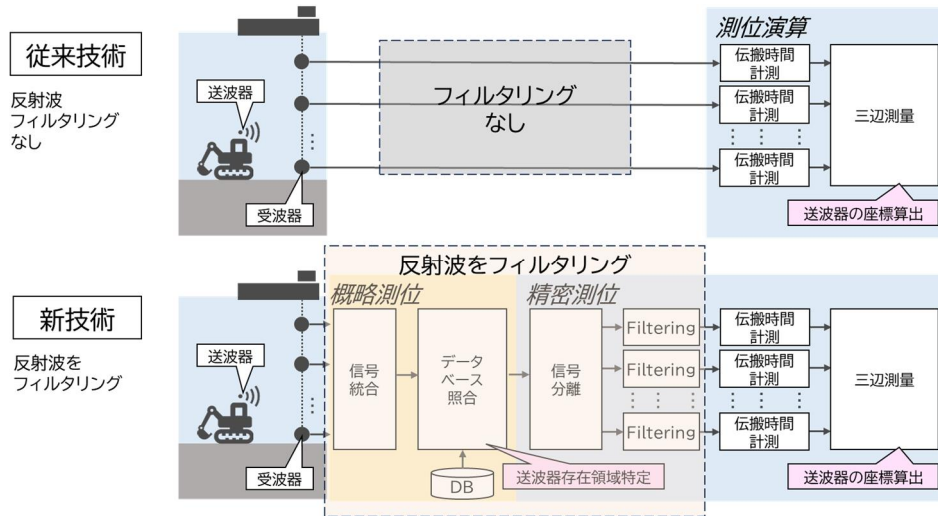 従来技術
反射波
フィルタリング
なし
送波器
受波器
フィルタリング
なし
測位演算
伝搬時間
計測
伝搬時間
計測
伝搬時間
計測
三辺測量
送波器の座標算出
新技術
反射波を
フィルタリング
送波器
受波器
反射波をフィルタリング
概略測位
精密測位
信号
統合
データ
ベース
照合
DB
送波器存在領域特定
信号
分離
Filtering
Filtering
Filtering
伝搬時間
計測
伝搬時間
計測
伝搬時間
計測
三辺測量
送波器の座標算出